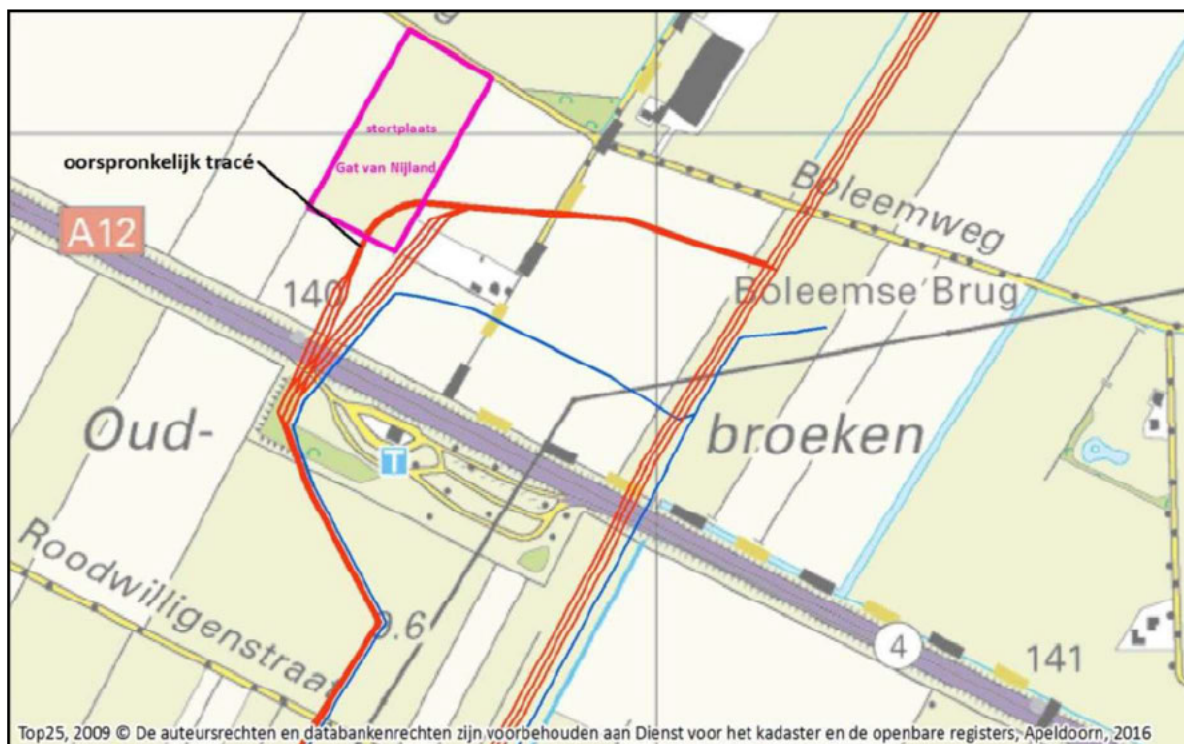 stortplaats
Gat van Nijland
oorspronkelijk tracé
A12
Boleemweg
140
Boleemse Brug
Oud-
broeken
T
Roodwilligenstraat
9.6
4
141
Top25, 2009 © De auteursrechten en databankenrechten zijn voorbehouden aan Dienst voor het kadaster en de openbare registers, Apeldoorn, 2016